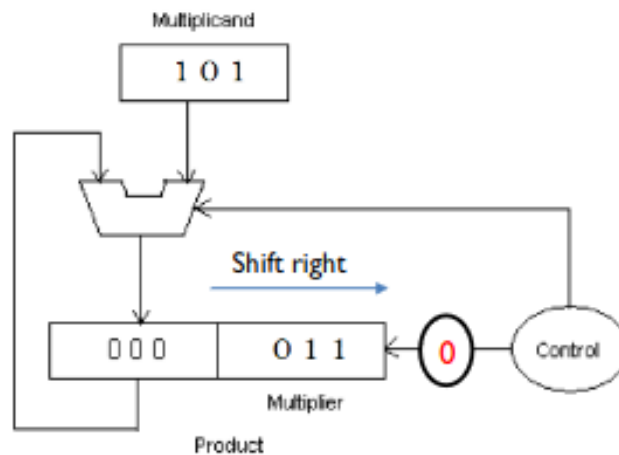 Multiplicand
1 0 1
Shift right
0 0 0
0 1 1
0
Control
Multiplier
Product